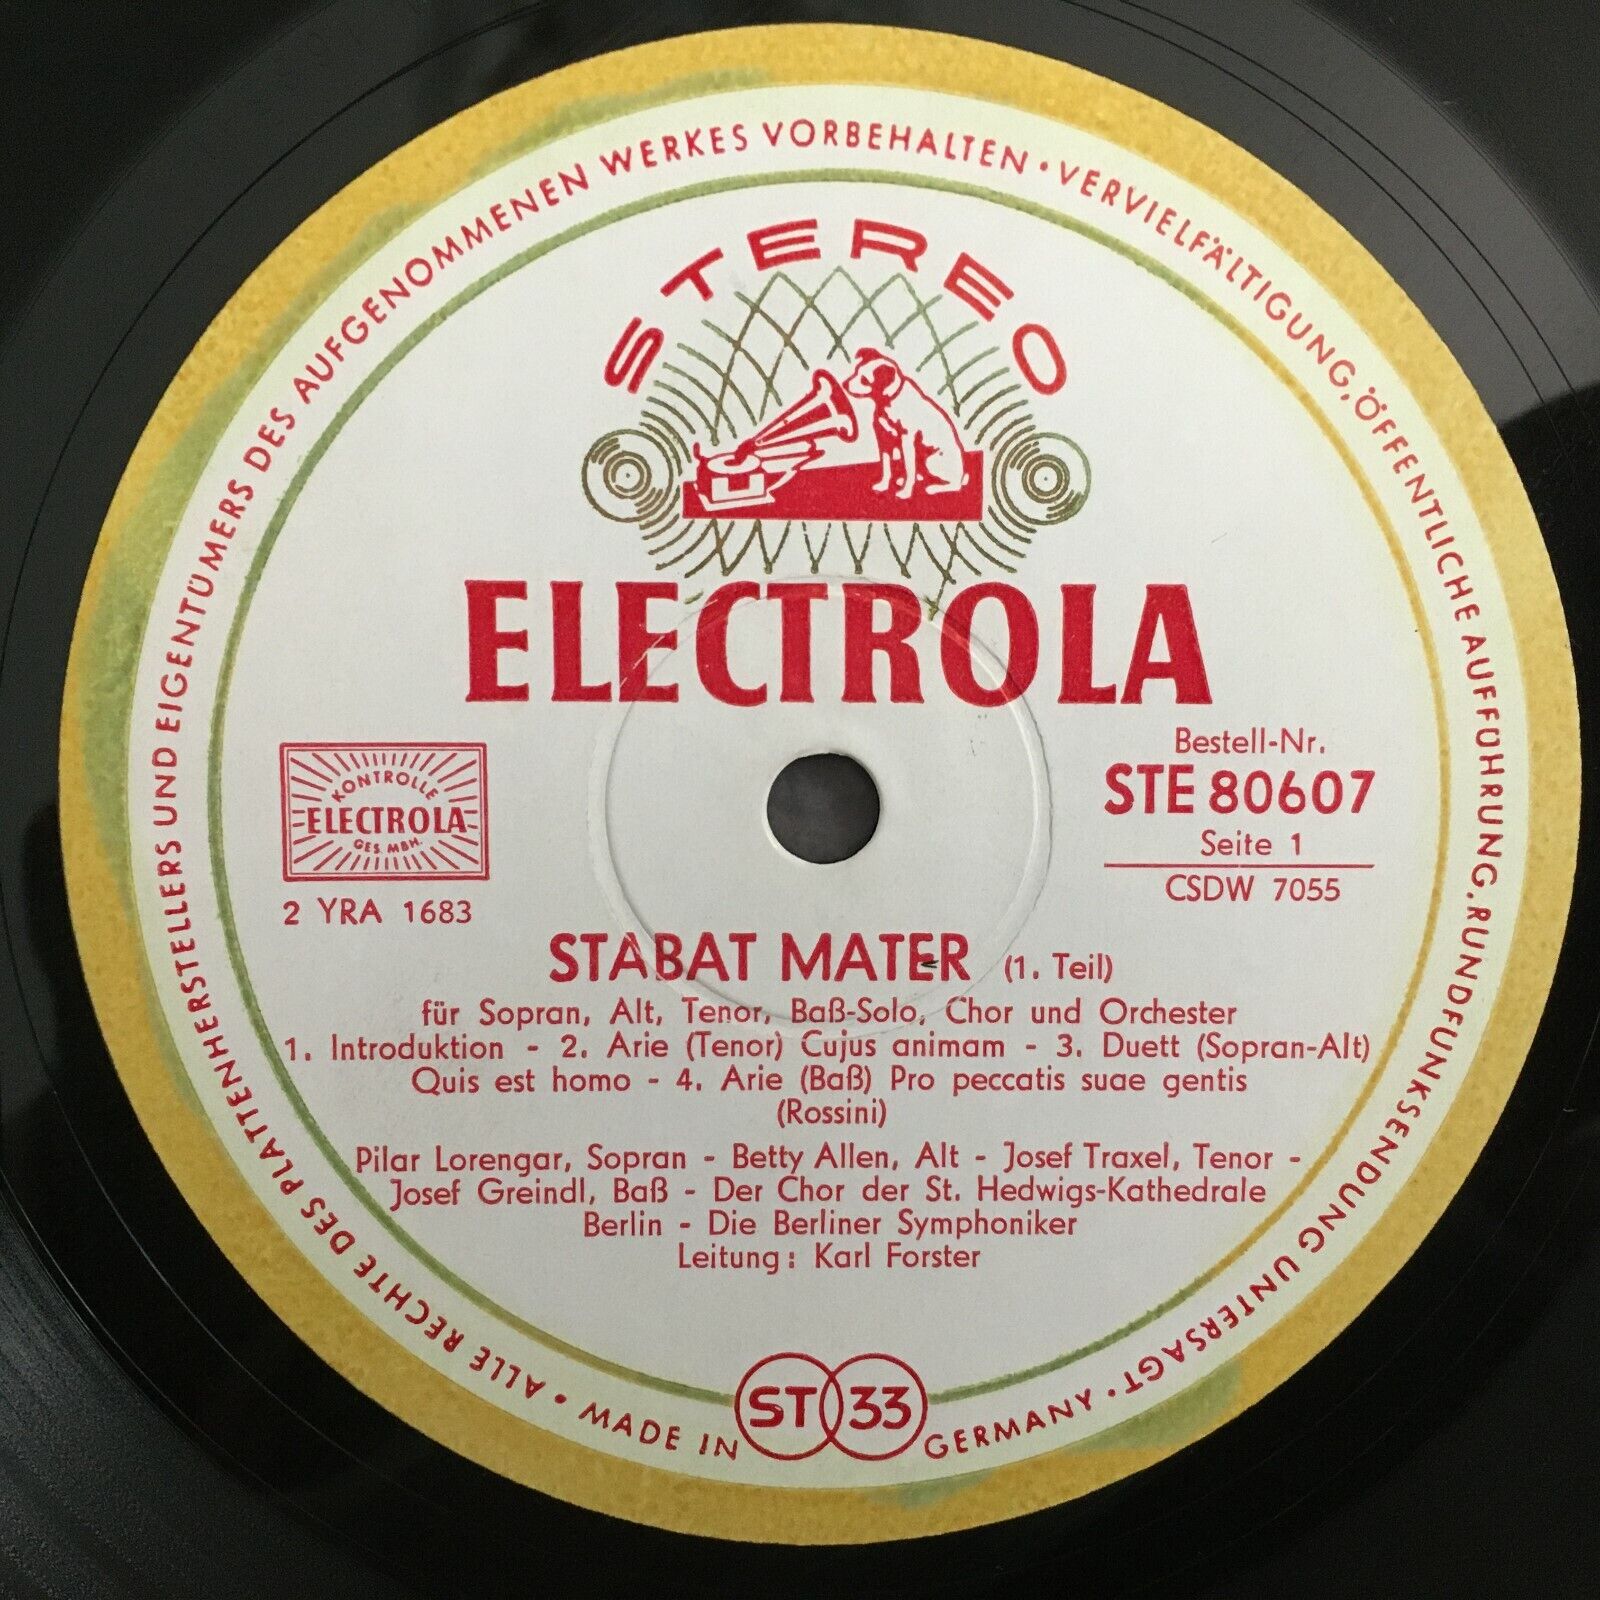 ALLE RECHTE DES PLATTENHERSTELLERS UND EIGENTÜMERS DES AUFGENOMMENEN WERKES VORBEHALTEN · VERVIELFÄLTIGUNG, ÖFFENTLICHE AUFFÜHRUNG, RUNDFUNKSENDUNG UNTERSAGT ·
STEREO
ELECTROLA
Bestell-Nr.
STE 80607
Seite 1
CSDW 7055
KONTROLLE
ELECTROLA
GES. MBH.
2 YRA 1683
STABAT MATER (1. Teil)
für Sopran, Alt, Tenor, Baß-Solo, Chor und Orchester
1. Introduktion - 2. Arie (Tenor) Cujus animam - 3. Duett (Sopran-Alt)
Quis est homo - 4. Arie (Baß) Pro peccatis suae gentis
(Rossini)
Pilar Lorengar, Sopran - Betty Allen, Alt - Josef Traxel, Tenor -
Josef Greindl, Baß - Der Chor der St. Hedwigs-Kathedrale
Berlin - Die Berliner Symphoniker
Leitung: Karl Forster
ST 33
· MADE IN GERMANY